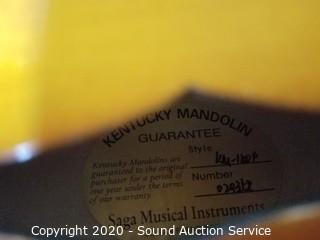 KENTUCKY MANDOLIN
GUARANTEE
Style
Kentucky Mandolins are
guaranteed to the original
purchaser for a period of
Number
one year under the terms
of our warranty.
Saga Musical Instruments
Copyright 2020 - Sound Auction Service